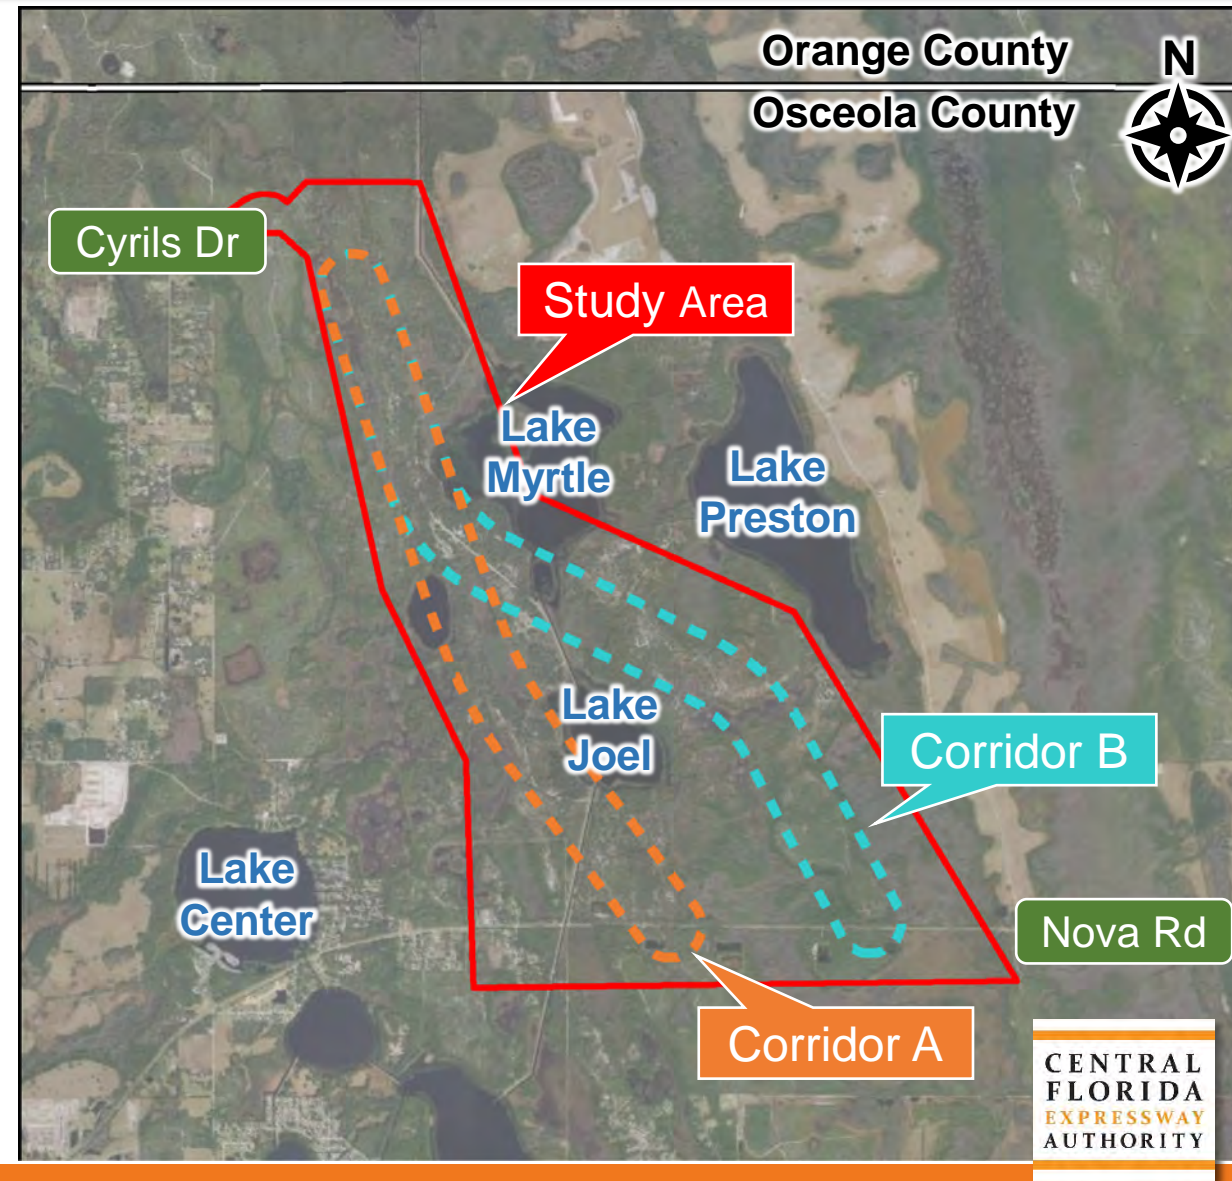 Orange County
N
Osceola County
Cyrils Dr
Study Area
Lake
Myrtle
Lake
Preston
Lake
Joel
Corridor B
Lake
Center
Nova Rd
Corridor A
CENTRAL
FLORIDA
EXPRESSWAY
AUTHORITY